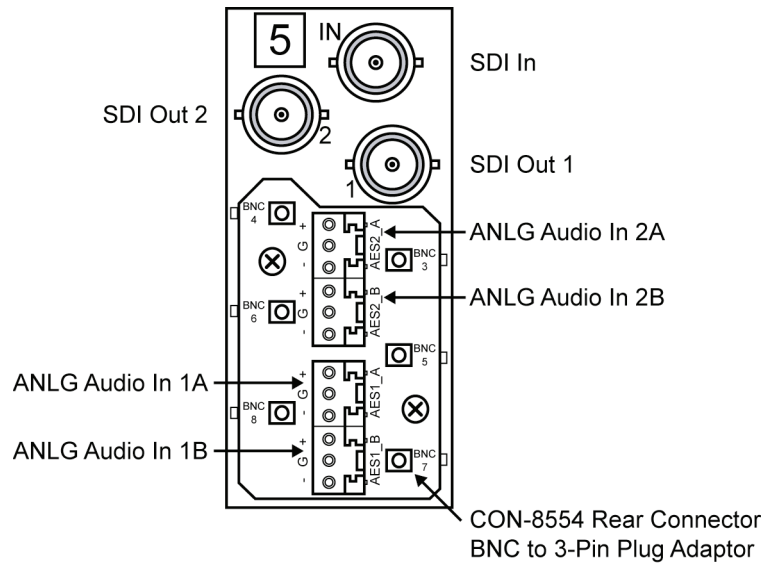 5
IN
SDI In
SDI Out 2
2
SDI Out 1
1
BNC
4
+
G
-
AES2_A
ANLG Audio In 2A
BNC
3
+
G
-
AES2_B
ANLG Audio In 2B
BNC
6
BNC
5
ANLG Audio In 1A
+
G
-
AES1_A
BNC
8
ANLG Audio In 1B
+
G
-
AES1_B
BNC
7
CON-8554 Rear Connector
BNC to 3-Pin Plug Adaptor